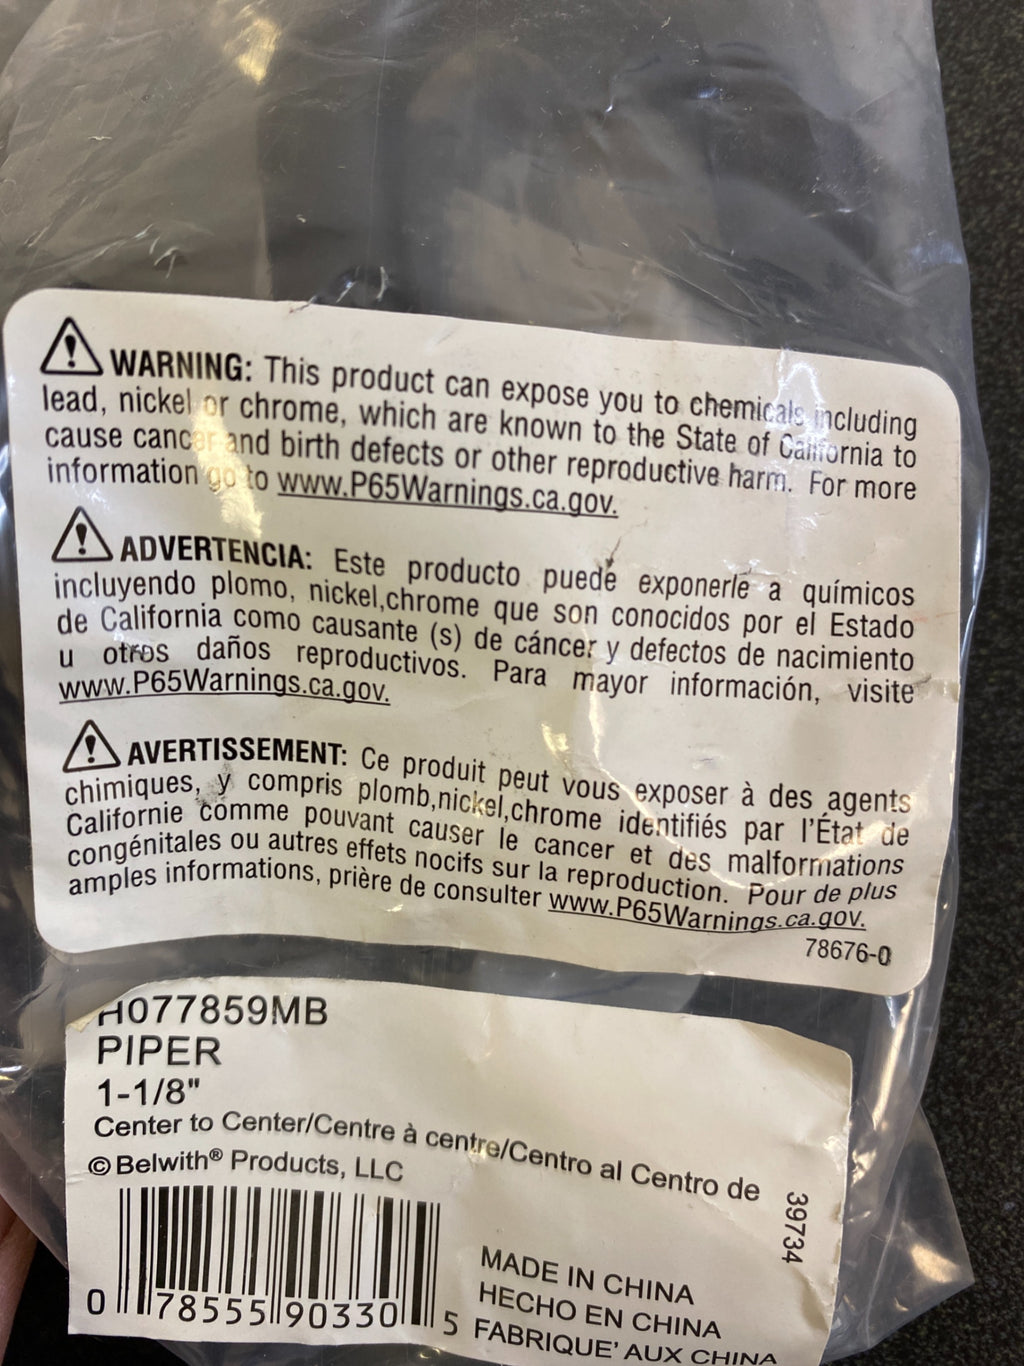 WARNING: This product can expose you to chemicals including
lead, nickel or chrome, which are known to the State of California to
cause cancer and birth defects or other reproductive harm. For more
information go to www.P65Warnings.ca.gov.
ADVERTENCIA: Este producto puede exponerle a químicos
incluyendo plomo, nickel,chrome que son conocidos por el Estado
de California como causante (s) de cáncer y defectos de nacimiento
u otros daños reproductivos. Para mayor información, visite
www.P65Warnings.ca.gov.
AVERTISSEMENT: Ce produit peut vous exposer à des agents
chimiques, y compris plomb,nickel,chrome identifiés par l'État de
Californie comme pouvant causer le cancer et des malformations
congénitales ou autres effets nocifs sur la reproduction. Pour de plus
amples informations, prière de consulter www.P65Warnings.ca.gov.
78676-0
H077859MB
PIPER
1-1/8"
Center to Center/Centre à centre/Centro al Centro de
©Belwith® Products, LLC
39734
0 78555 90330 5
MADE IN CHINA
HECHO EN CHINA
FABRIQUE' AUX CHINA